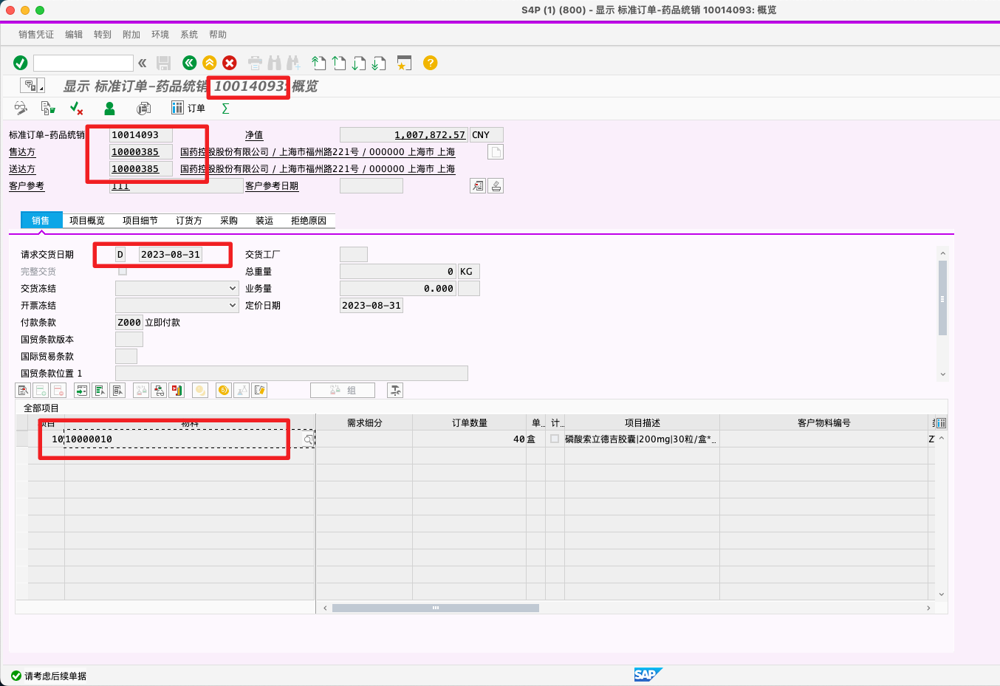 S4P (1) (800) - 显示 标准订单-药品统销 10014093: 概览
销售凭证 编辑 转到 附加 环境 系统 帮助
显示 标准订单-药品统销 10014093: 概览
订单
标准订单-药品统销 10014093 净值 1,007,872.57 CNY
售达方 10000385 国药控股股份有限公司 / 上海市福州路221号 / 000000 上海市 上海
送达方 10000385 国药控股股份有限公司 / 上海市福州路221号 / 000000 上海市 上海
客户参考 111 客户参考日期
销售 项目概览 项目细节 订货方 采购 装运 拒绝原因
请求交货日期 D 2023-08-31 交货工厂
完整交货 总重量 0 KG
交货冻结 业务量 0.000
开票冻结 定价日期 2023-08-31
付款条款 Z000 立即付款
国贸条款版本
国际贸易条款
国贸条款位置 1
组
全部项目
项目 物料 需求细分 订单数量 单.. 计.. 项目描述 客户物料编号
10 10000010 40 盒 磷酸索立德吉胶囊|200mg|30粒/盒*…
请考虑后续单据
SAP